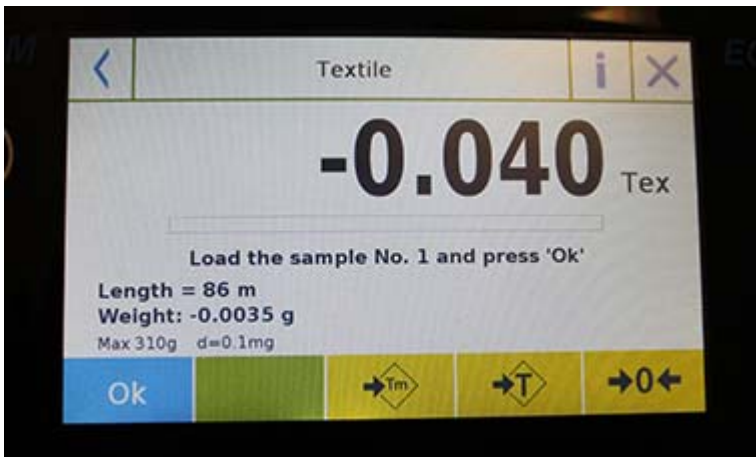 Textile i
-0.040 Tex
Load the sample No. 1 and press 'Ok'
Length = 86 m
Weight: -0.0035 g
Max 310g d=0.1mg
Ok Tm T 0